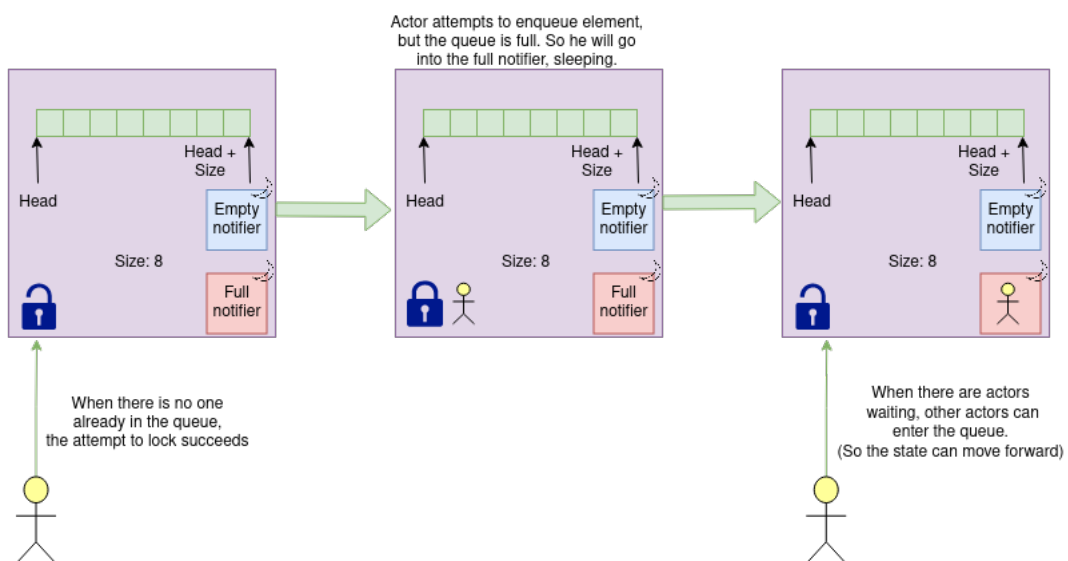 Actor attempts to enqueue element,
but the queue is full. So he will go
into the full notifier, sleeping.
Head
Head +
Size
Empty
notifier
Size: 8
Full
notifier
Head
Head +
Size
Empty
notifier
Size: 8
Full
notifier
Head
Head +
Size
Empty
notifier
Size: 8
When there is no one
already in the queue,
the attempt to lock succeeds
When there are actors
waiting, other actors can
enter the queue.
(So the state can move forward)